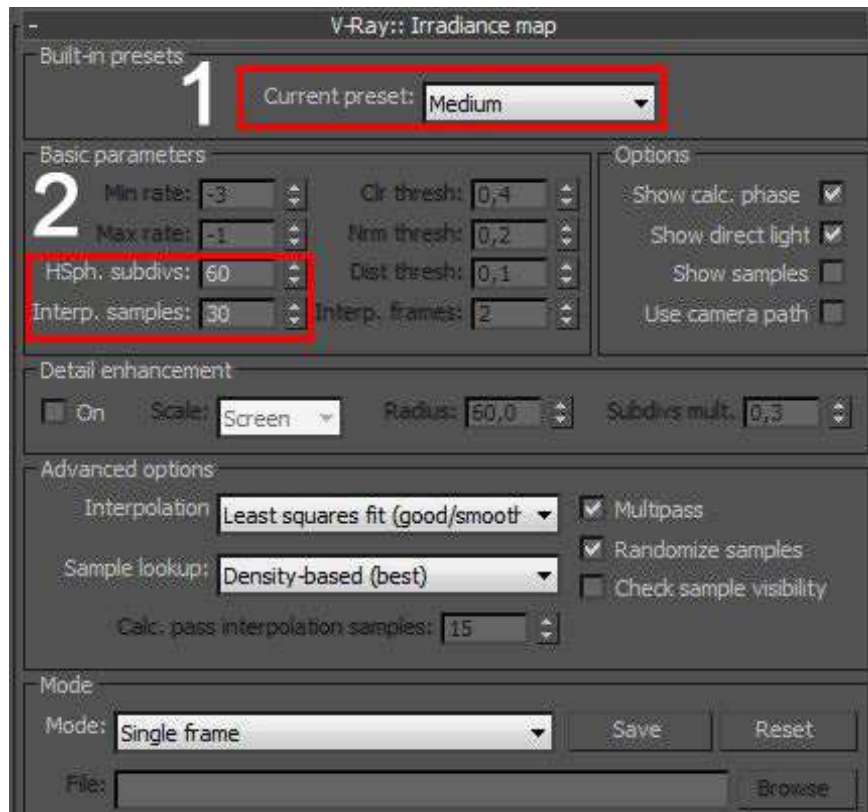 - V-Ray:: Irradiance map
Built-in presets
1 Current preset: Medium
Basic parameters
2
Min rate: -3 Clr thresh: 0,4
Max rate: -1 Nrm thresh: 0,2
HSph. subdivs: 60 Dist thresh: 0,1
Interp. samples: 30 Interp. frames: 2
Options
Show calc. phase
Show direct light
Show samples
Use camera path
Detail enhancement
On Scale: Screen Radius: 60,0 Subdivs mult. 0,3
Advanced options
Interpolation Least squares fit (good/smooth
Multipass
Randomize samples
Sample lookup: Density-based (best)
Check sample visibility
Calc. pass interpolation samples: 15
Mode
Mode: Single frame Save Reset
File: Browse